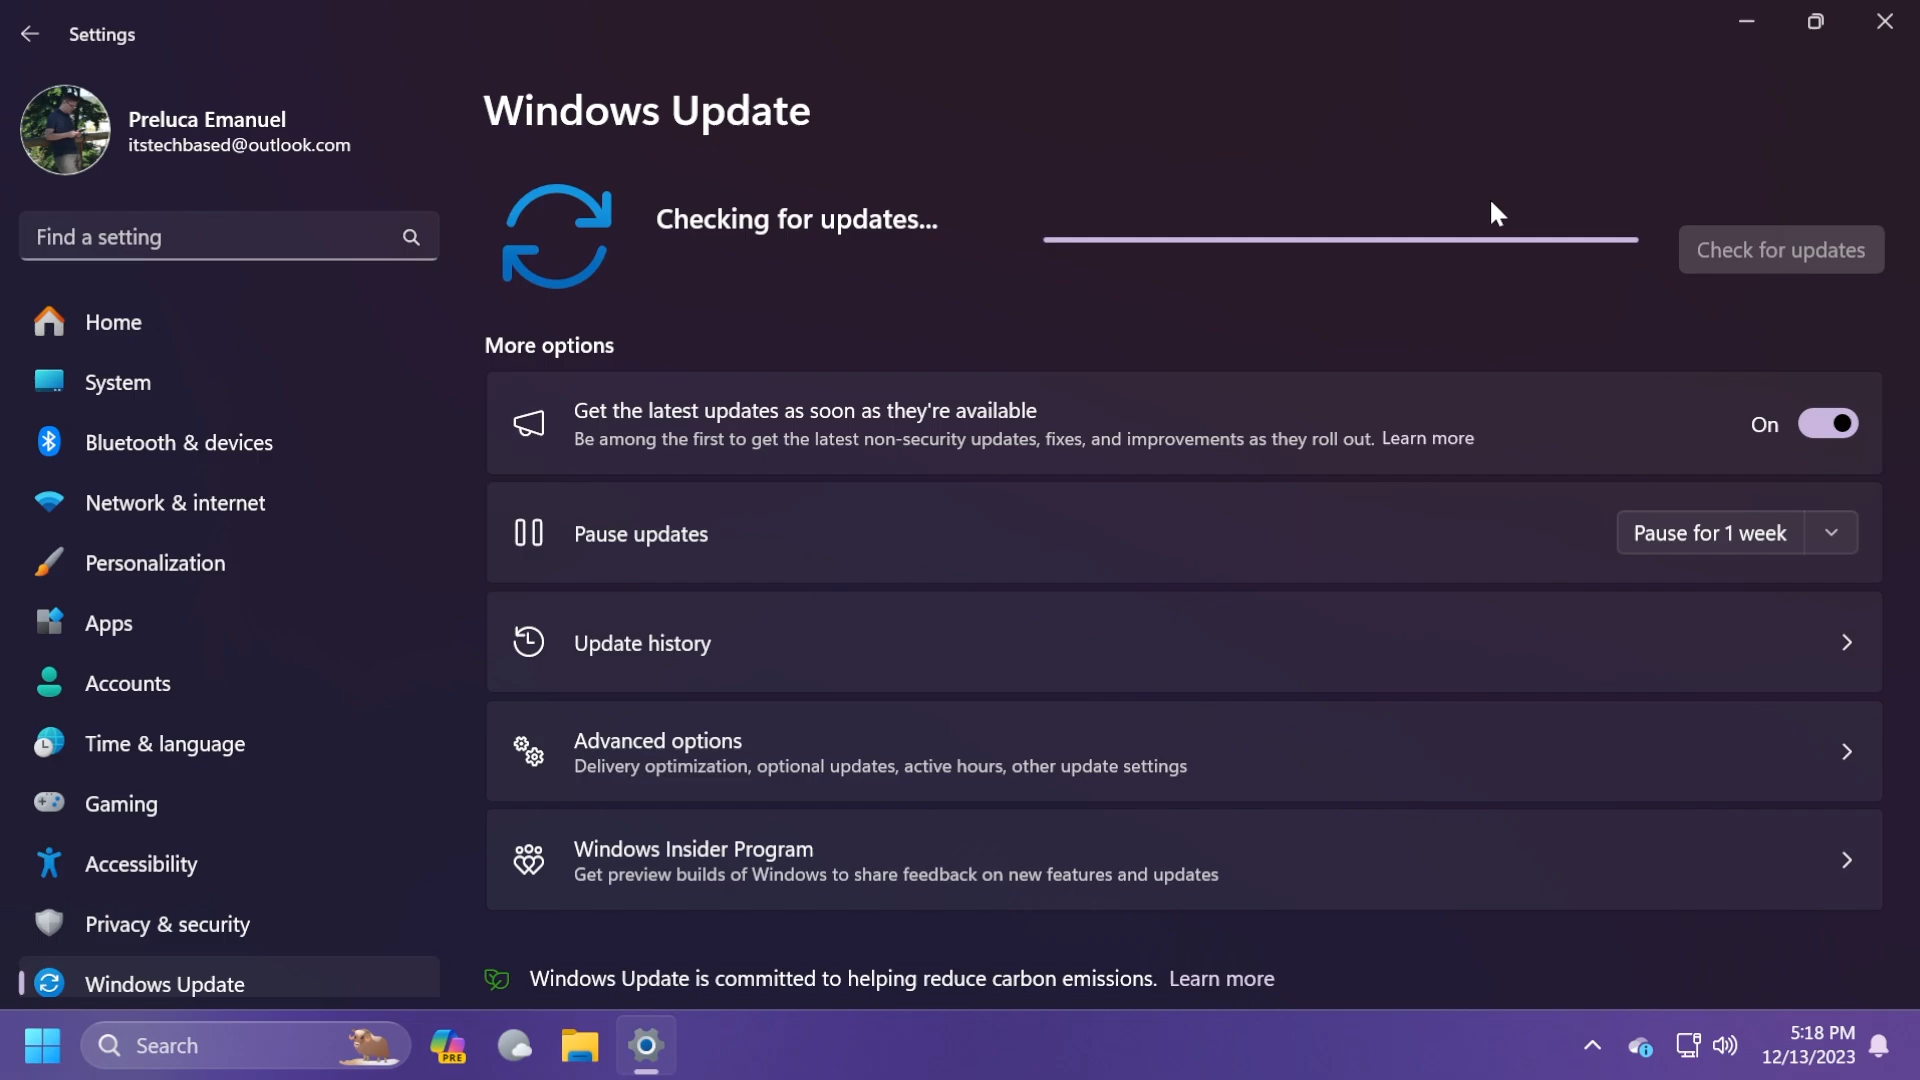 Settings
Preluca Emanuel
itstechbased@outlook.com
Find a setting
Home
System
Bluetooth & devices
Network & internet
Personalization
Apps
Accounts
Time & language
Gaming
Accessibility
Privacy & security
Windows Update
Windows Update
Checking for updates...
Check for updates
More options
Get the latest updates as soon as they're available
Be among the first to get the latest non-security updates, fixes, and improvements as they roll out. Learn more
On
Pause updates
Pause for 1 week
Update history
Advanced options
Delivery optimization, optional updates, active hours, other update settings
Windows Insider Program
Get preview builds of Windows to share feedback on new features and updates
Windows Update is committed to helping reduce carbon emissions. Learn more
Search
PRE
5:18 PM
12/13/2023